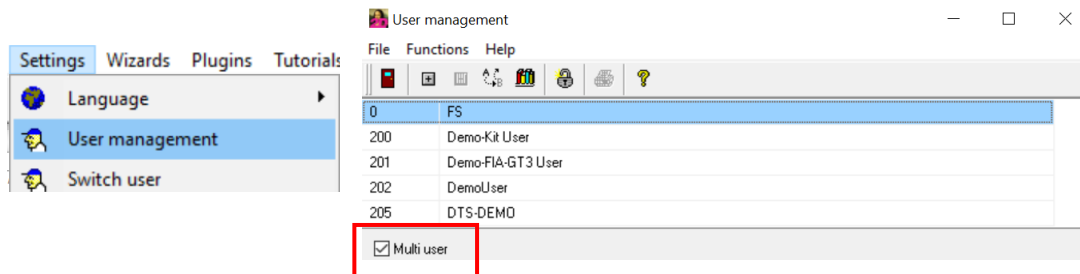 Settings Wizards Plugins Tutorials
Language
User management
Switch user
User management
File Functions Help
0 FS
200 Demo-Kit User
201 Demo-FIA-GT3 User
202 DemoUser
205 DTS-DEMO
Multi user